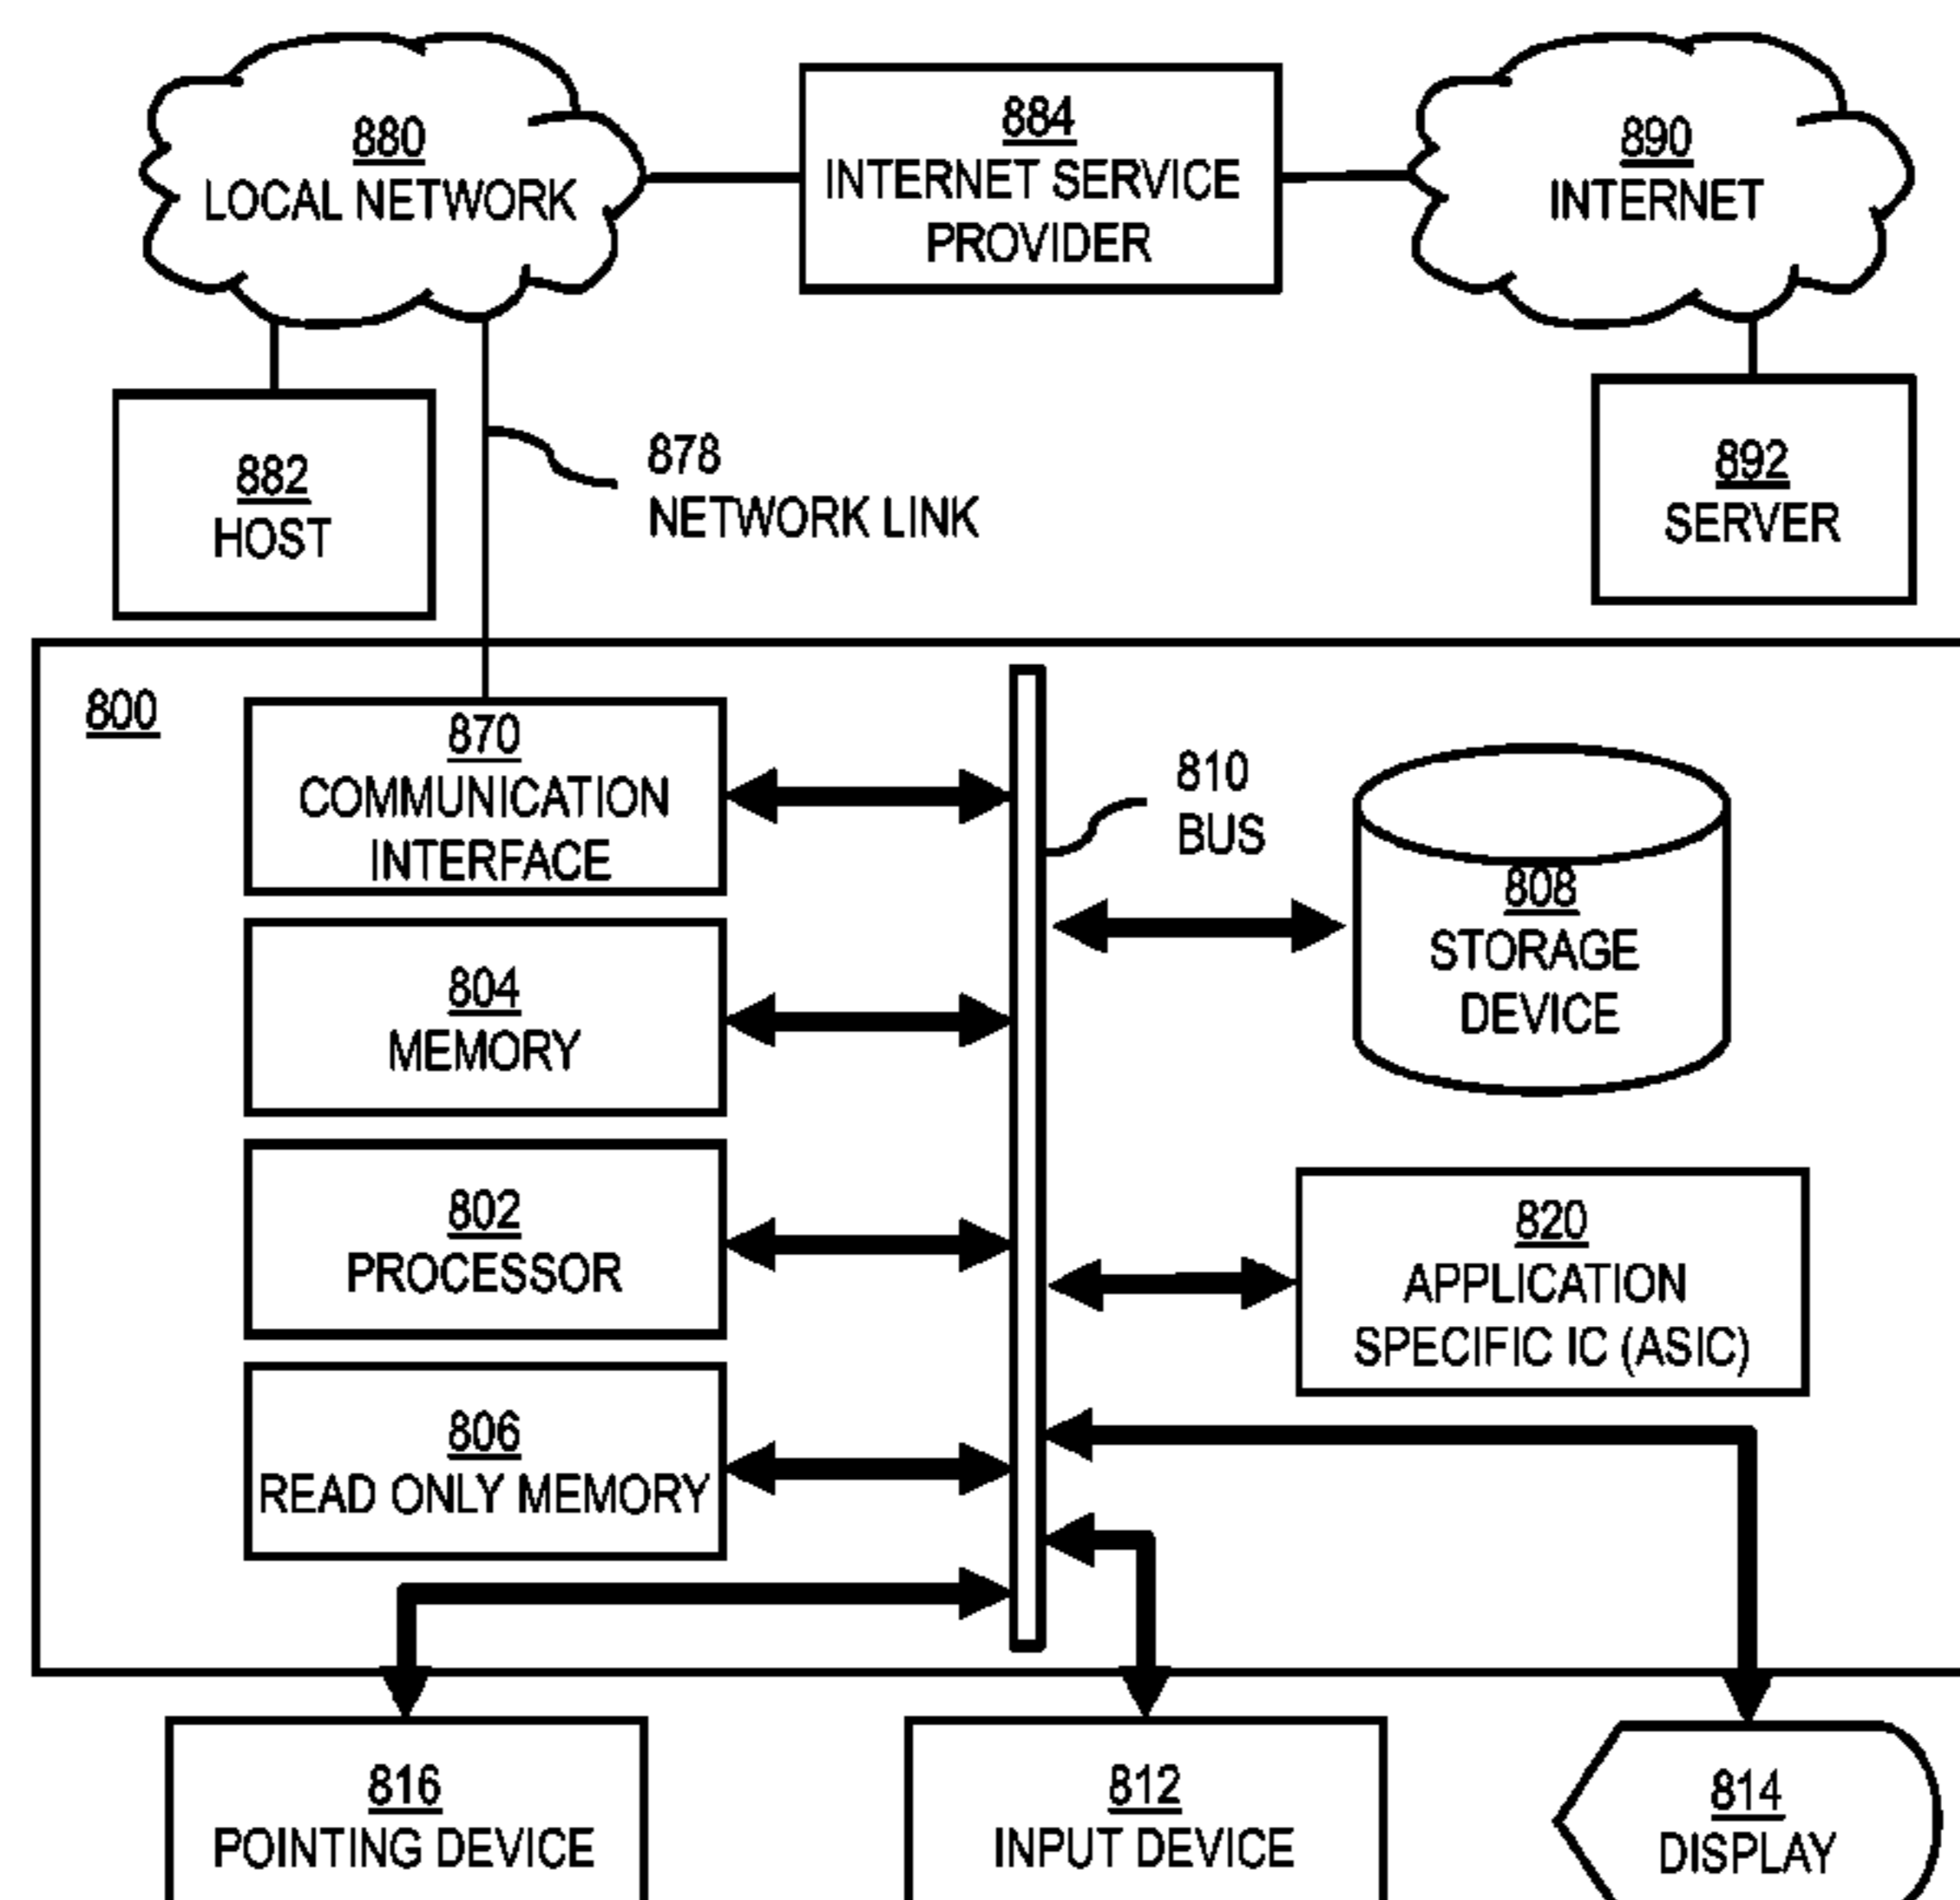 880
LOCAL NETWORK
884
INTERNET SERVICE
PROVIDER
890
INTERNET
882
HOST
878
NETWORK LINK
892
SERVER
800
870
COMMUNICATION
INTERFACE
810
BUS
808
STORAGE
DEVICE
804
MEMORY
802
PROCESSOR
820
APPLICATION
SPECIFIC IC (ASIC)
806
READ ONLY MEMORY
816
POINTING DEVICE
812
INPUT DEVICE
814
DISPLAY